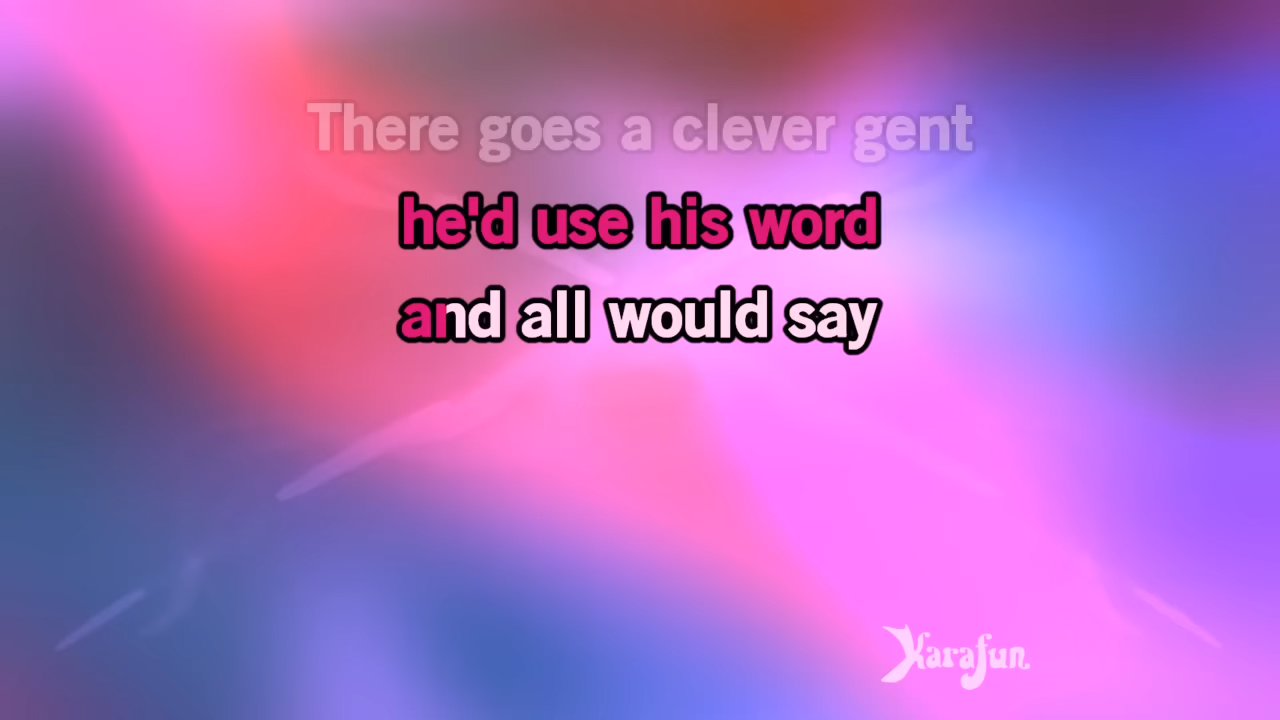 There goes a clever gent
he'd use his word
and all would say
Karafun